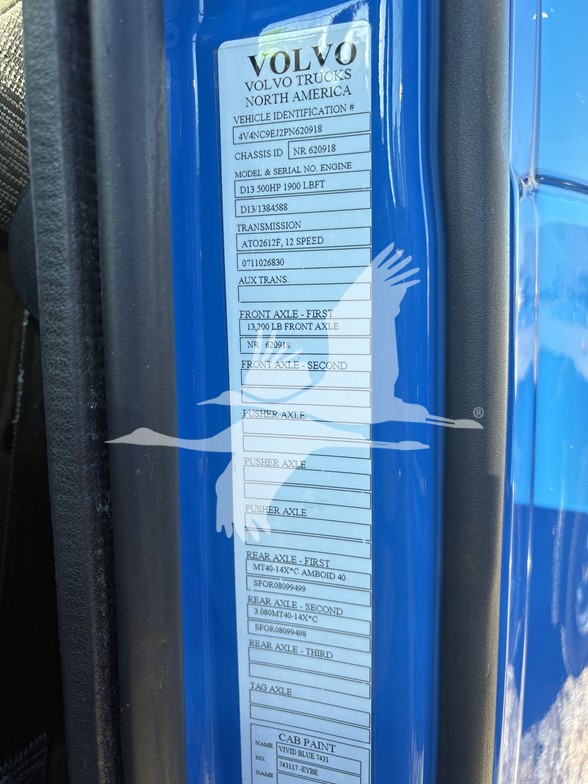 VOLVO
VOLVO TRUCKS
NORTH AMERICA
VEHICLE IDENTIFICATION #
4V4NC9EJ2PN620918
CHASSIS ID NR 620918
MODEL & SERIAL NO. ENGINE
D13 500HP 1900 LBFT
D13/1384588
TRANSMISSION
ATO2612F, 12 SPEED
0711026830
AUX TRANS.
FRONT AXLE - FIRST
13,200 LB FRONT AXLE
NR 620918
FRONT AXLE - SECOND
®
PUSHER AXLE
PUSHER AXLE
PUSHER AXLE
REAR AXLE - FIRST
MT40-14X*C AMBOID 40
SFOR08099499
REAR AXLE - SECOND
3.080MT40-14X*C
SFOR08099498
REAR AXLE - THIRD
TAG AXLE
CAB PAINT
NAME VIVID BLUE 7431
NO. 743117 -EYBE
NAME